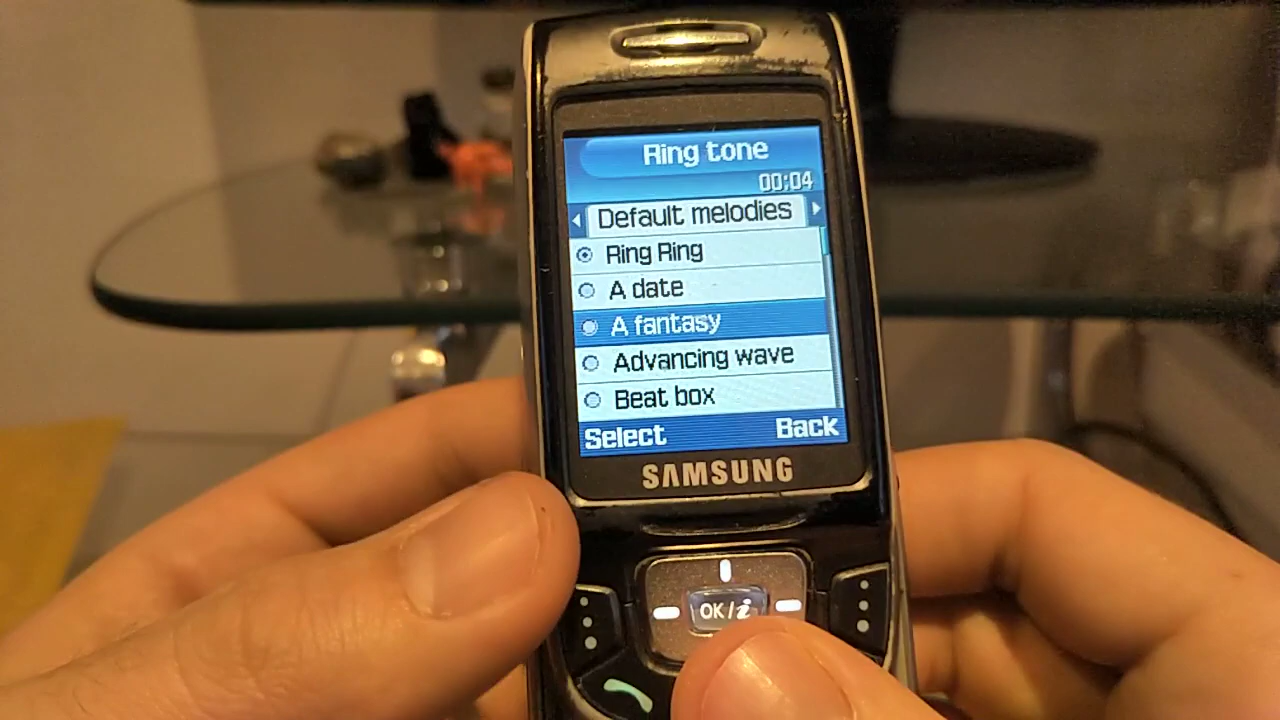 Ring tone
00:04
Default melodies
Ring Ring
A date
A fantasy
Advancing wave
Beat box
Select Back
SAMSUNG
OK / i